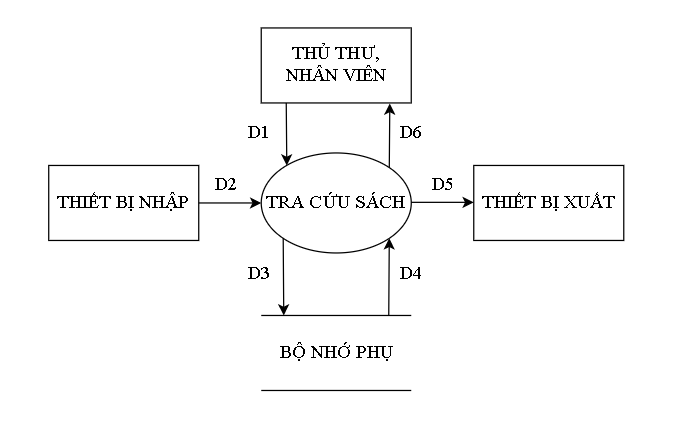 THỦ THƯ,
NHÂN VIÊN
D1
D6
THIẾT BỊ NHẬP
D2
TRA CỨU SÁCH
D5
THIẾT BỊ XUẤT
D3
D4
BỘ NHỚ PHỤ